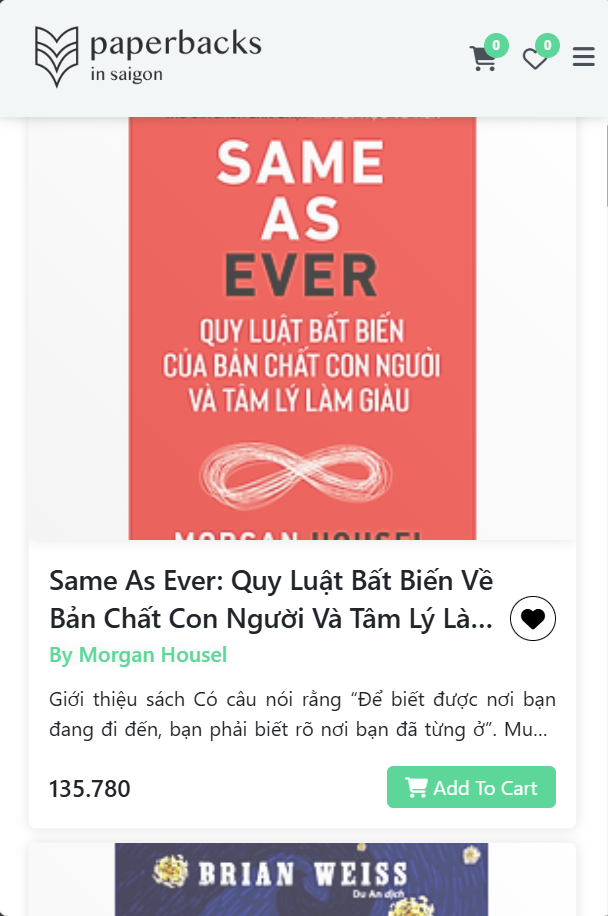 paperbacks
in saigon
0
0
SAME
AS
EVER
QUY LUẬT BẤT BIẾN
CỦA BẢN CHẤT CON NGƯỜI
VÀ TÂM LÝ LÀM GIÀU
MORGAN HOUSEL
Same As Ever: Quy Luật Bất Biến Về
Bản Chất Con Người Và Tâm Lý Là...
By Morgan Housel
Giới thiệu sách Có câu nói rằng “Để biết được nơi bạn
đang đi đến, bạn phải biết rõ nơi bạn đã từng ở”. Mu...
135.780
Add To Cart
BRIAN WEISS
Du An dịch